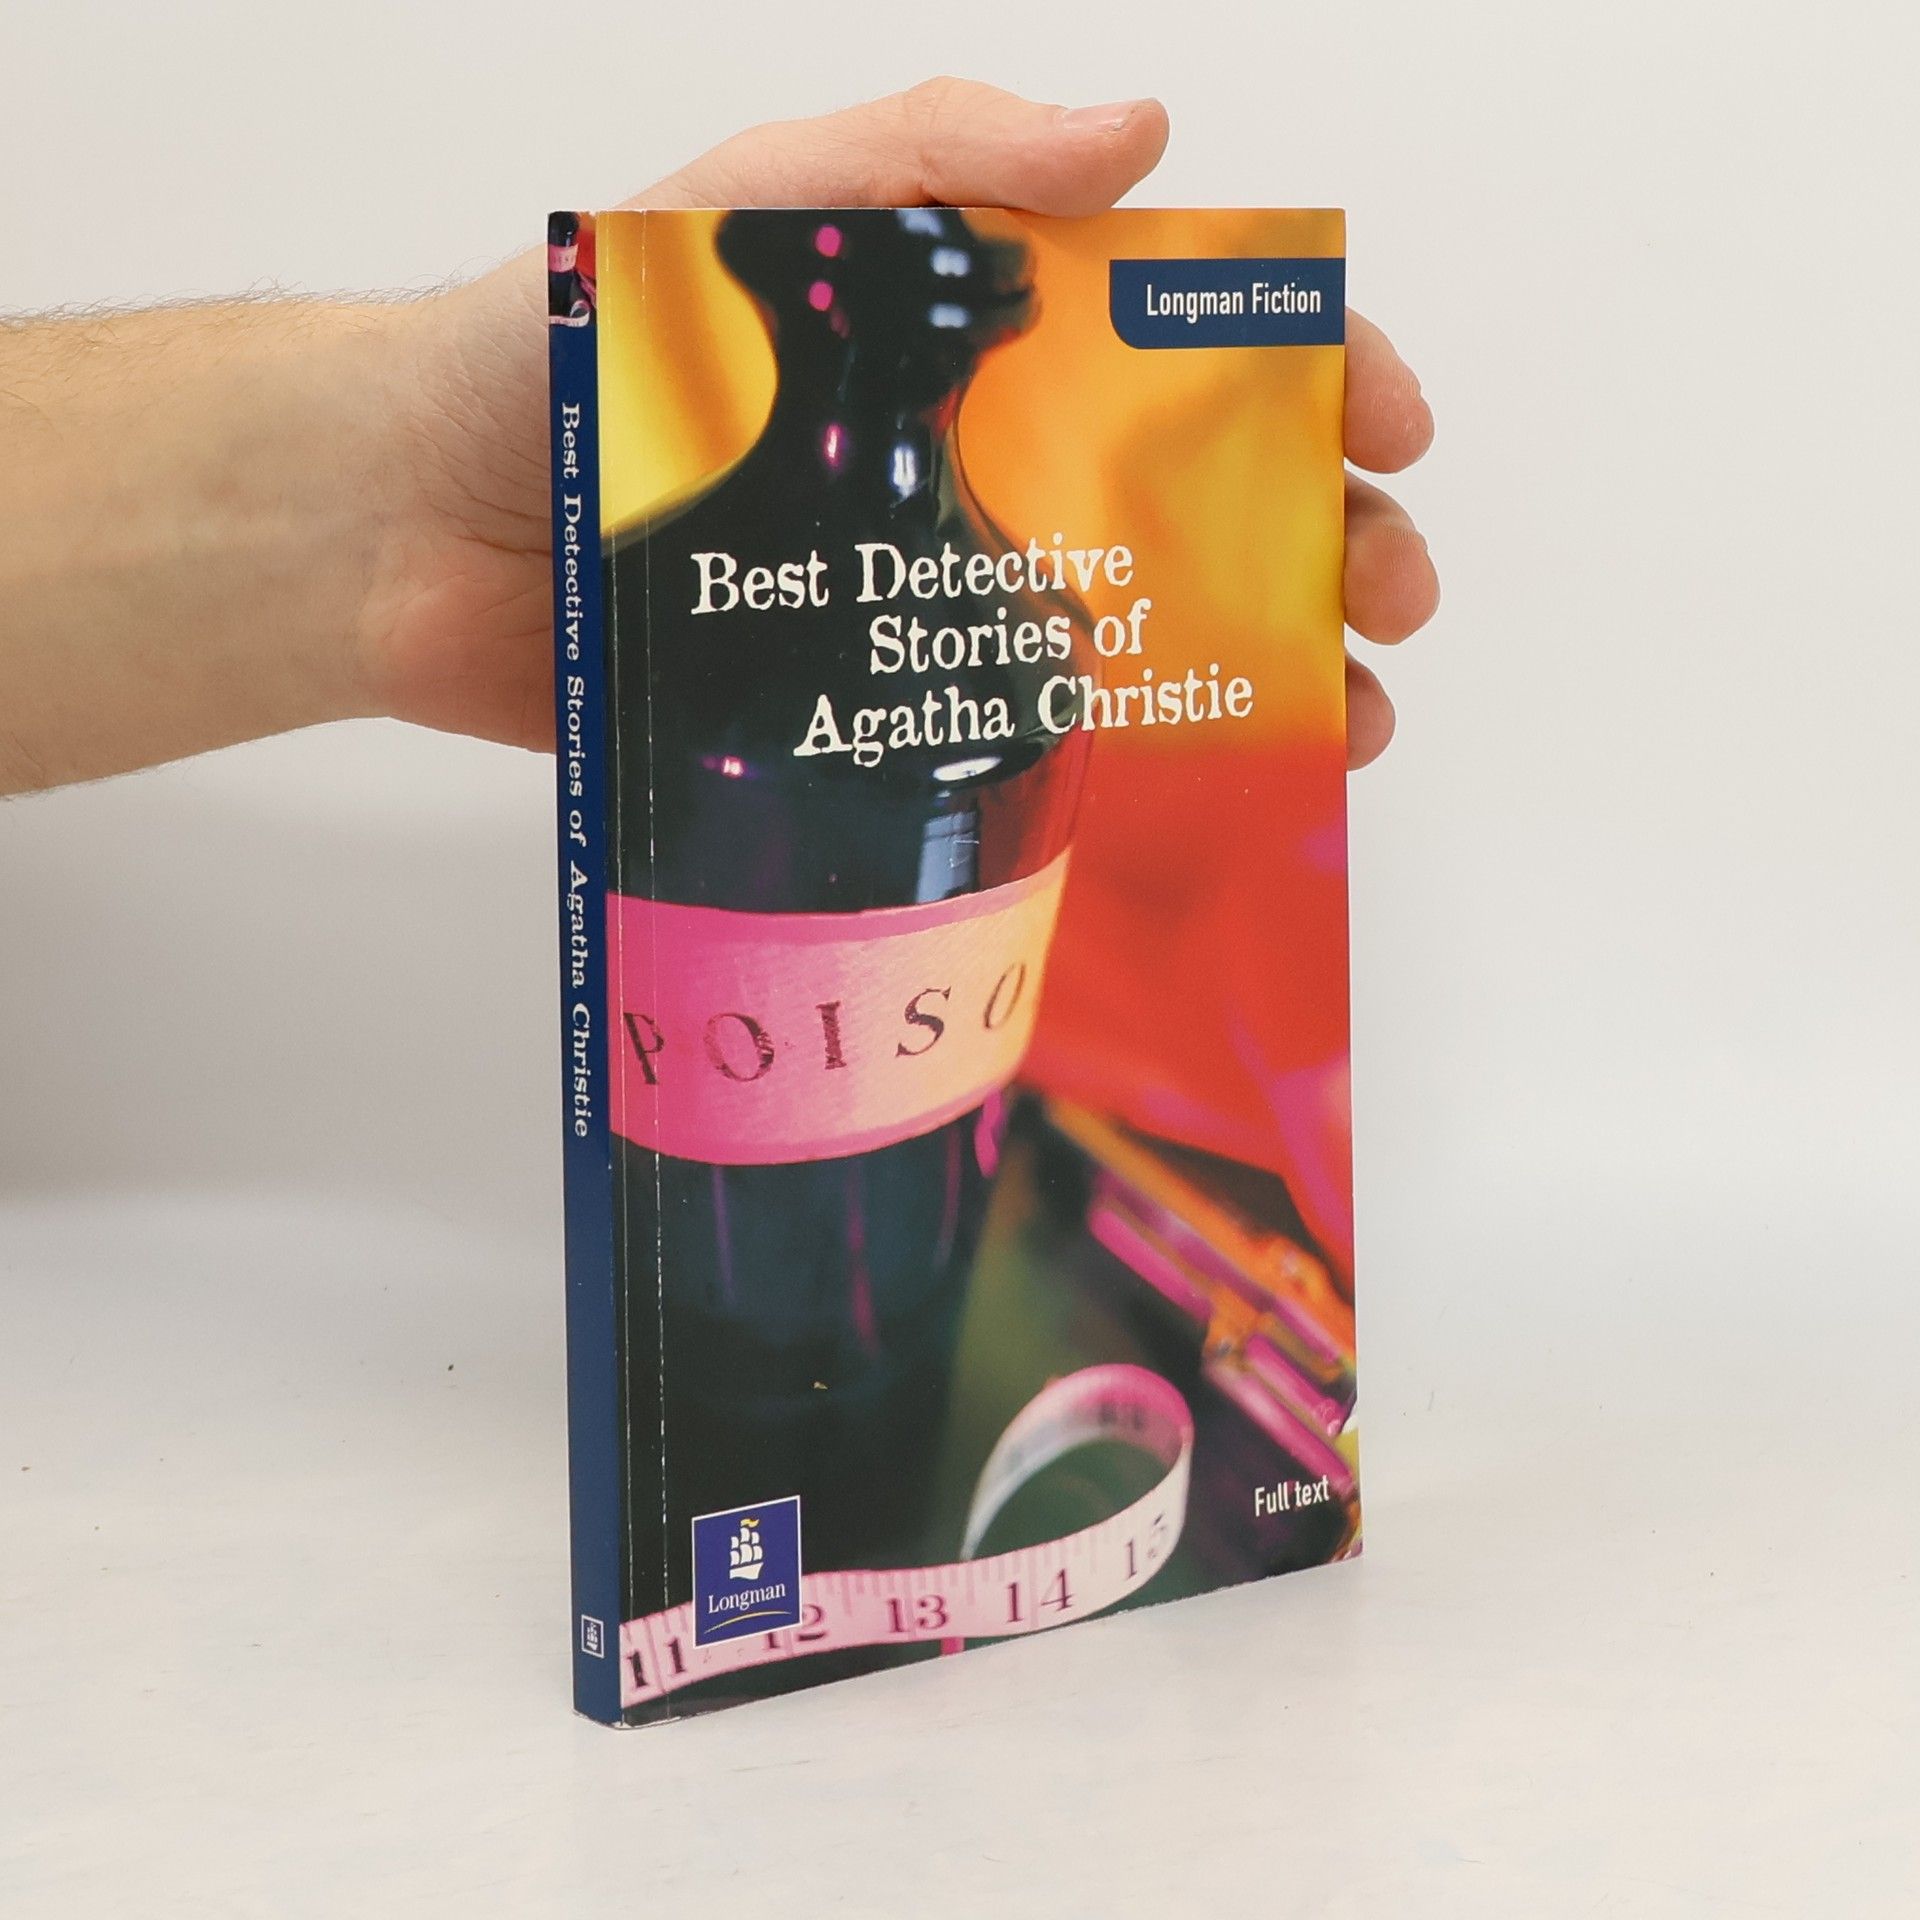 Longman Fiction
Best Detective
Stories of
Agatha Christie
POISO
Full text
Longman
11 12 13 14 15
Best Detective Stories of Agatha Christie